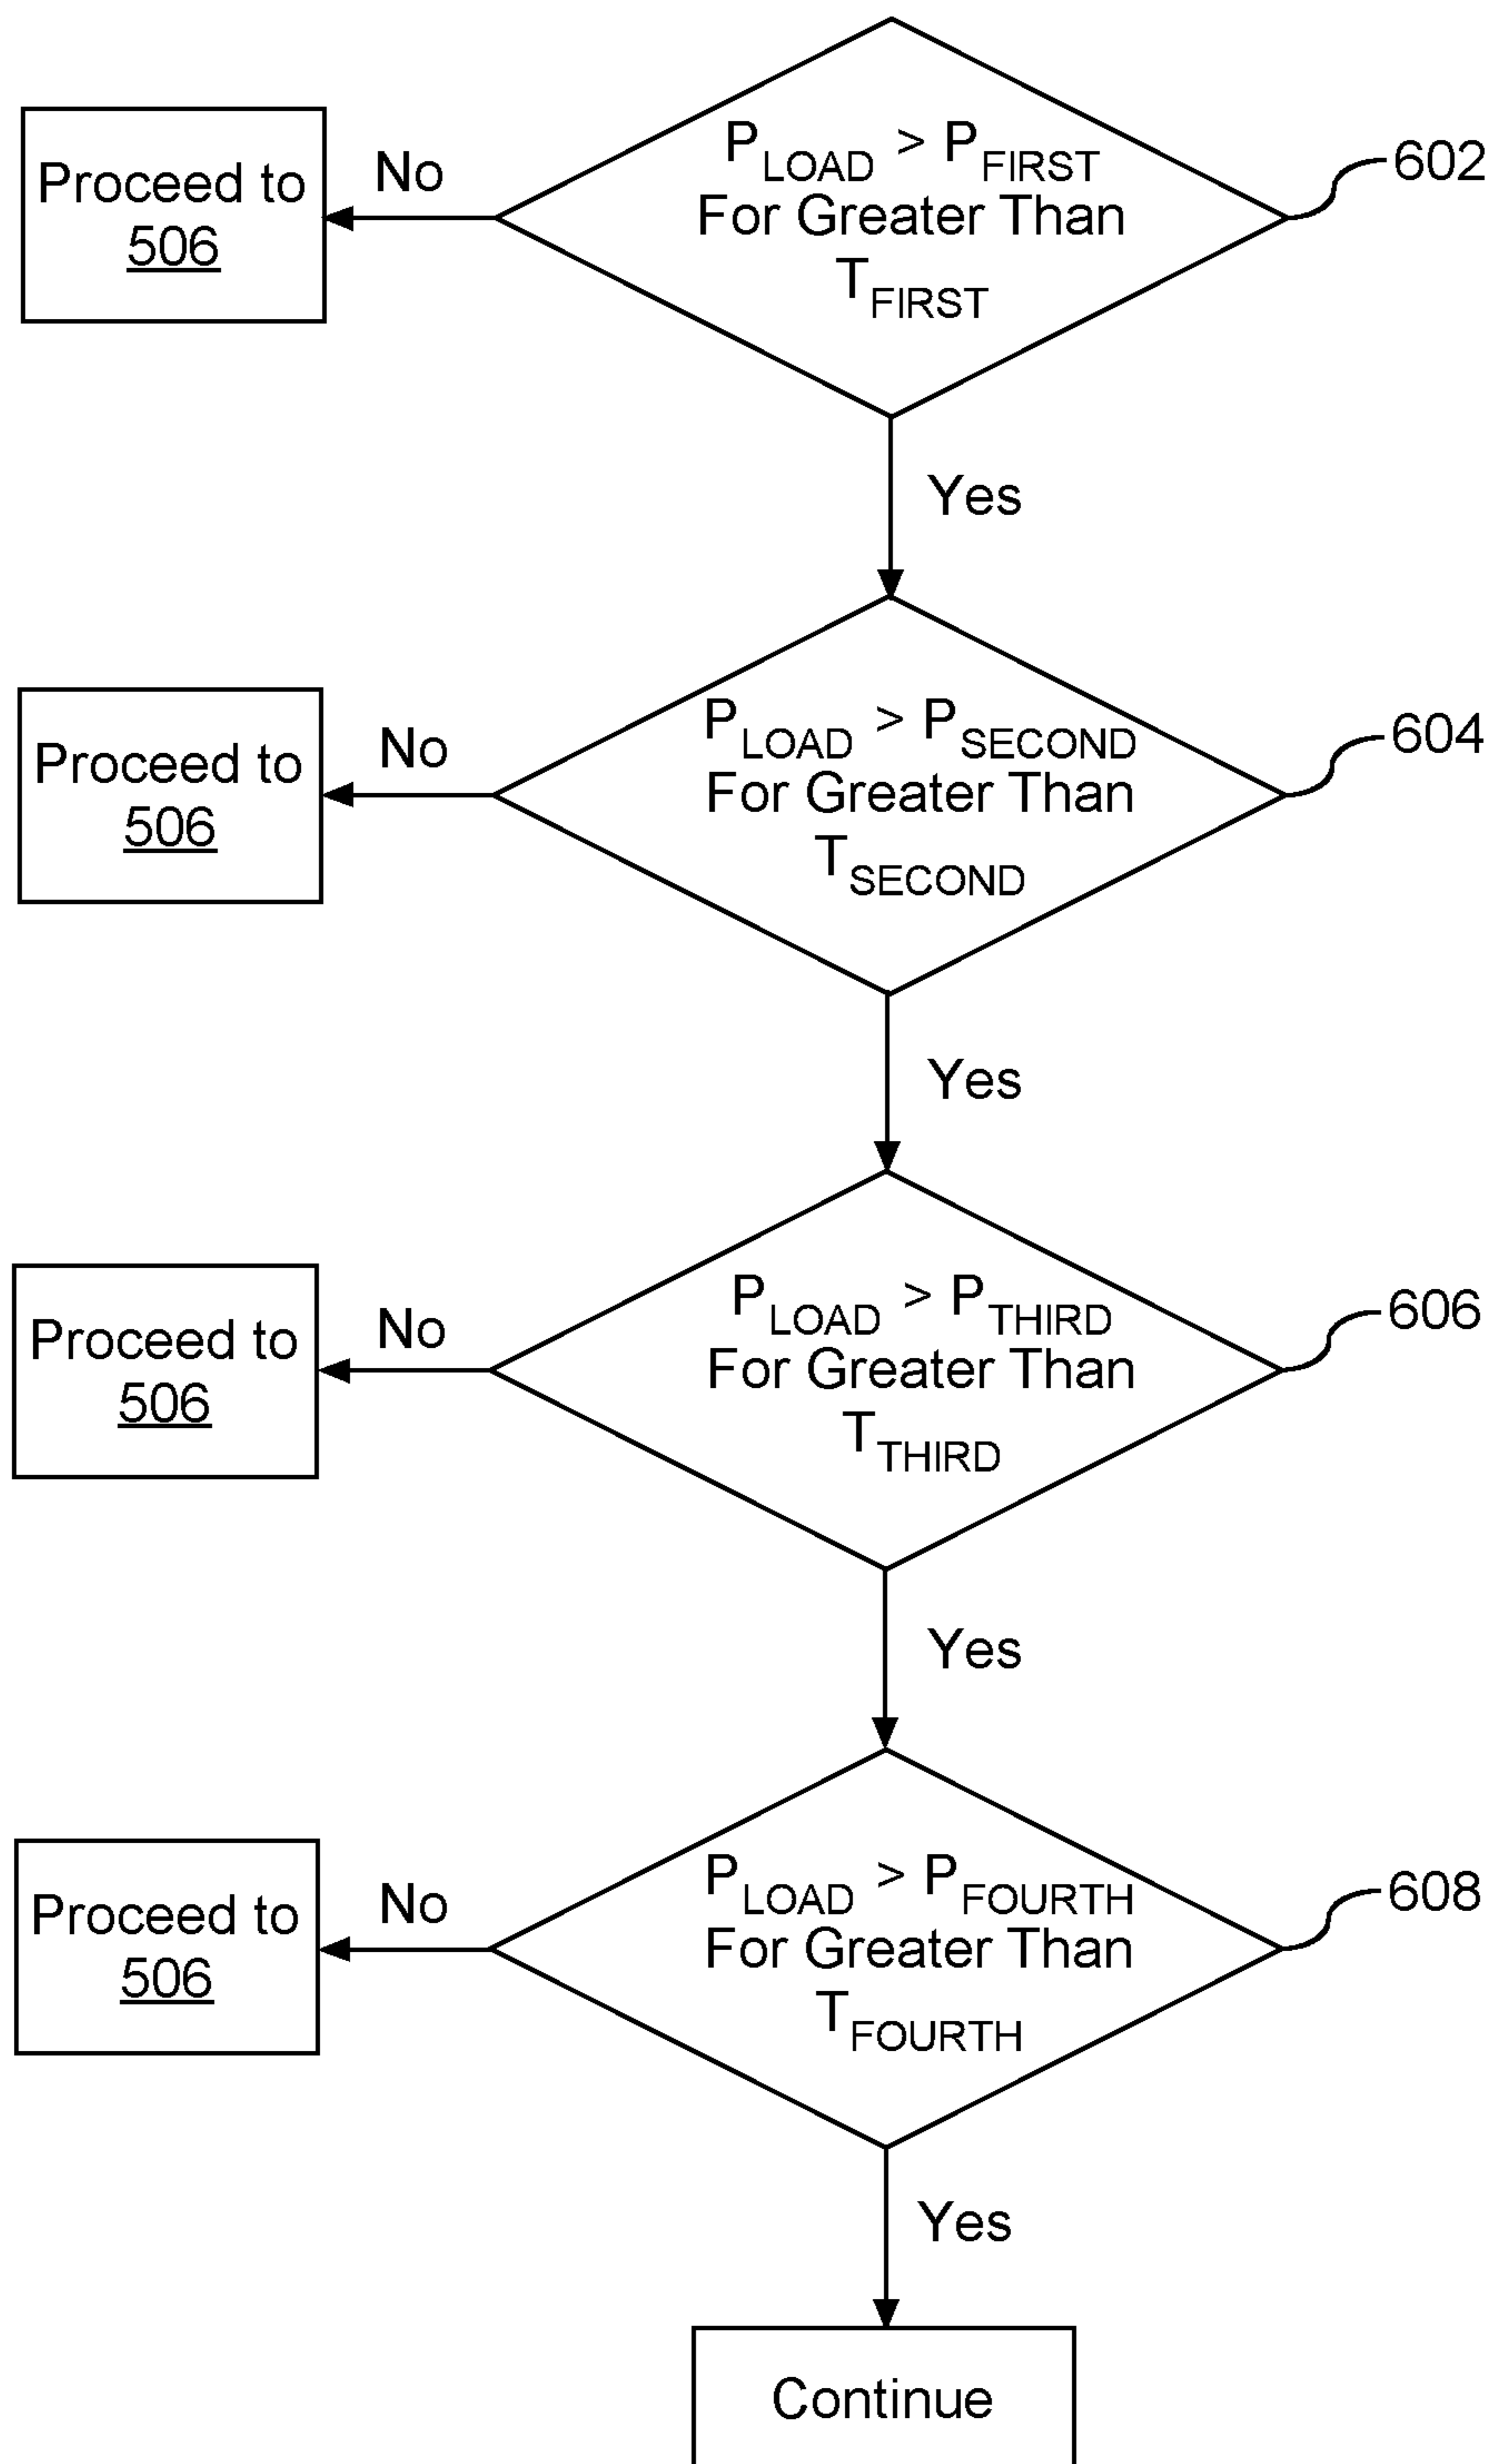 P_LOAD > P_FIRST
For Greater Than
T_FIRST
602
No
Proceed to
506
Yes
P_LOAD > P_SECOND
For Greater Than
T_SECOND
604
No
Proceed to
506
Yes
P_LOAD > P_THIRD
For Greater Than
T_THIRD
606
No
Proceed to
506
Yes
P_LOAD > P_FOURTH
For Greater Than
T_FOURTH
608
No
Proceed to
506
Yes
Continue